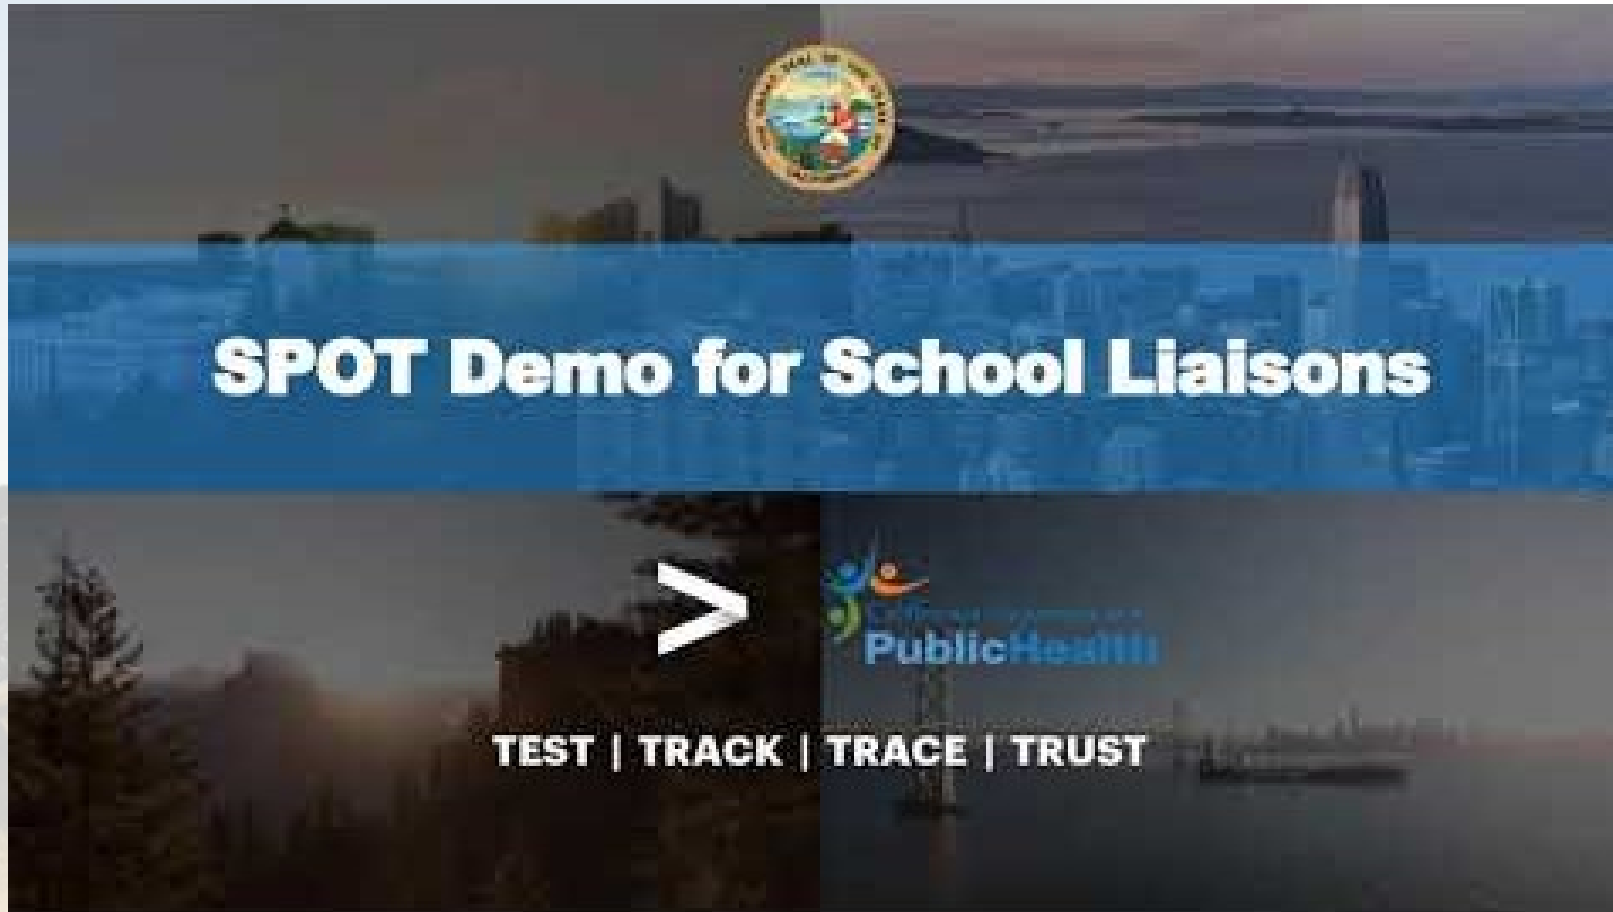 SPOT Demo for School Liaisons
>
PublicHealth
TEST | TRACK | TRACE | TRUST